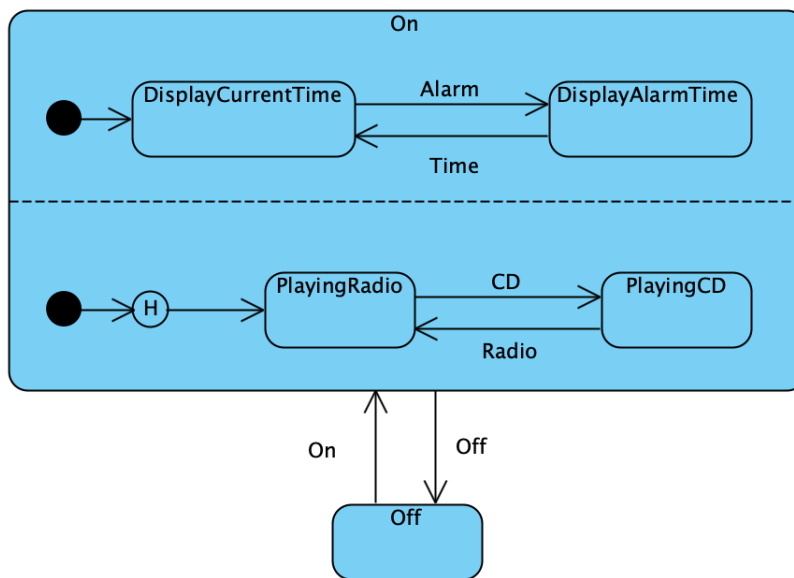 On
DisplayCurrentTime
Alarm
DisplayAlarmTime
Time
H
PlayingRadio
CD
PlayingCD
Radio
On
Off
Off